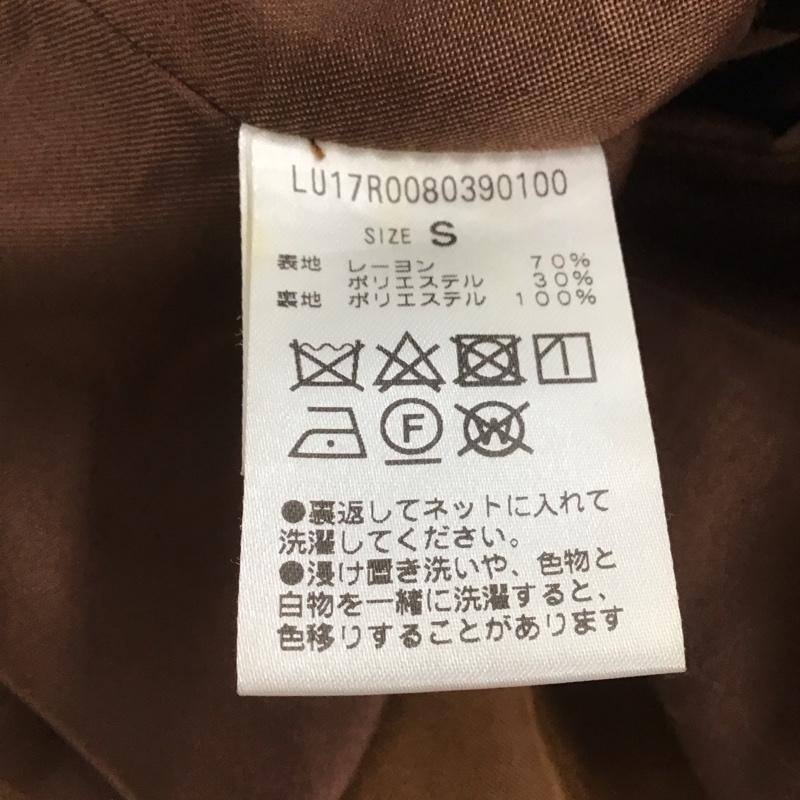 LU17R0080390100
SIZE S
表地 レーヨン 70%
ポリエステル 30%
裏地 ポリエステル 100%
F W
●裏返してネットに入れて
洗濯してください。
●浸け置き洗いや、色物と
白物を一緒に洗濯すると、
色移りすることがあります